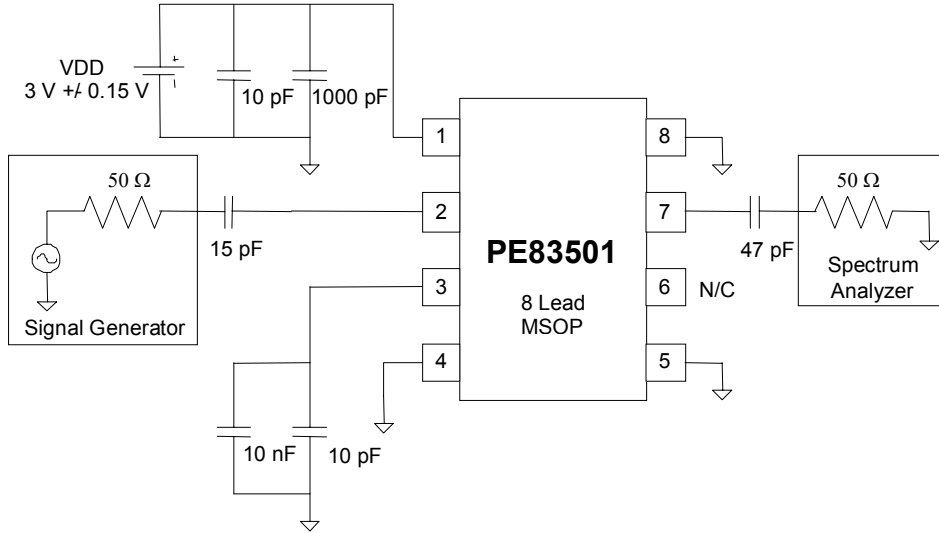 VDD
3 V +/- 0.15 V
+
-
10 pF
1000 pF
50 Ω
15 pF
Signal Generator
1
2
3
4
10 nF
10 pF
PE83501
8 Lead
MSOP
8
7
6
5
N/C
47 pF
50 Ω
Spectrum
Analyzer